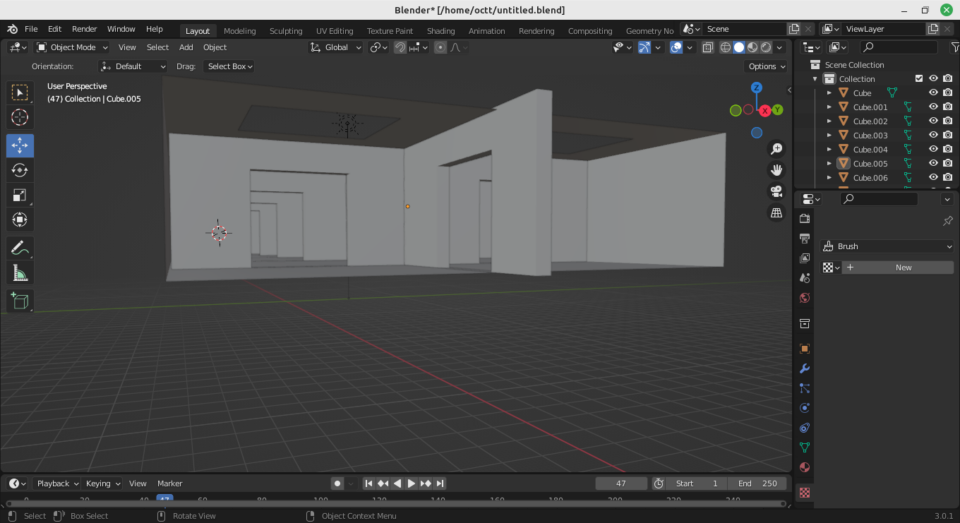 Blender* [/home/octt/untitled.blend]
File Edit Render Window Help Layout Modeling Sculpting UV Editing Texture Paint Shading Animation Rendering Compositing Geometry No Scene ViewLayer
Object Mode View Select Add Object Global
Orientation: Default Drag: Select Box Options
User Perspective
(47) Collection | Cube.005
Z
X
Y
Scene Collection
Collection
Cube
Cube.001
Cube.002
Cube.003
Cube.004
Cube.005
Cube.006
Brush
New
Playback Keying View Marker 47 Start 1 End 250
0 20 40 47 60 80 100 120 140 160 180 200 220 240
Select Box Select Rotate View Object Context Menu 3.0.1